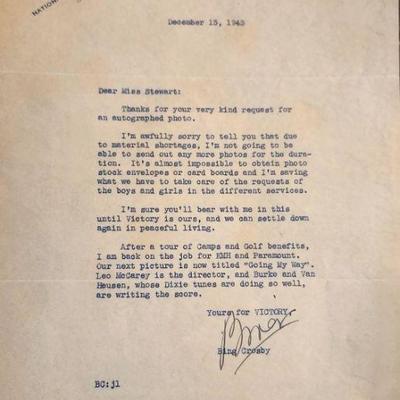 NATIONAL
December 15, 1943
Dear Miss Stewart:
Thanks for your very kind request for
an autographed photo.
I'm awfully sorry to tell you that due
to material shortages, I'm not going to be
able to send out any more photos for the dura-
tion. It's almost impossible to obtain photo
stock envelopes or card boards and I'm saving
what we have to take care of the requests of
the boys and girls in the different services.
I'm sure you'll bear with me in this
until Victory is ours, and we can settle down
again in peaceful living.
After a tour of Camps and Golf benefits,
I am back on the job for KMH and Paramount.
Our next picture is now titled "Going My Way".
Leo McCarey is the director, and Burke and Van
Heusen, whose Dixie tunes are doing so well,
are writing the score.
Yours for VICTORY,
Bing
Bing Crosby
BC:jl